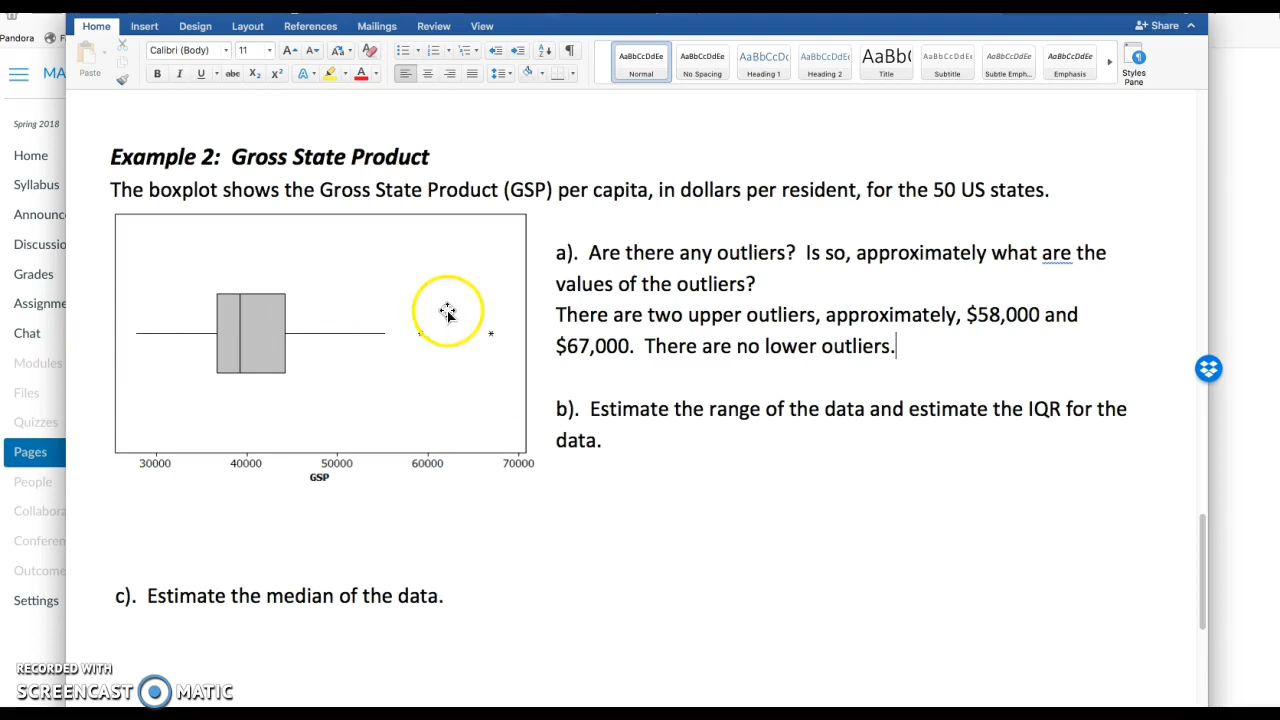 Home Insert Design Layout References Mailings Review View Share
Pandora
Paste
Calibri (Body) 11
B I U abc X2 X2 A A
AaBbCcDdEe AaBbCcDdEe AaBbCcDc AaBbCcDdEe AaBb( AaBbCcDdEe AaBbCcDdEe AaBbCcDdEe
Normal No Spacing Heading 1 Heading 2 Title Subtitle Subtle Emph... Emphasis
Styles
Pane
MA
Spring 2018
Home
Syllabus
Announc
Discussio
Grades
Assignme
Chat
Modules
Files
Quizzes
Pages
People
Collabora
Conferen
Outcome
Settings
Example 2: Gross State Product
The boxplot shows the Gross State Product (GSP) per capita, in dollars per resident, for the 50 US states.
a). Are there any outliers? Is so, approximately what are the
values of the outliers?
There are two upper outliers, approximately, $58,000 and
$67,000. There are no lower outliers.
b). Estimate the range of the data and estimate the IQR for the
data.
30000 40000 50000 60000 70000
GSP
c). Estimate the median of the data.
RECORDED WITH
SCREENCAST MATIC